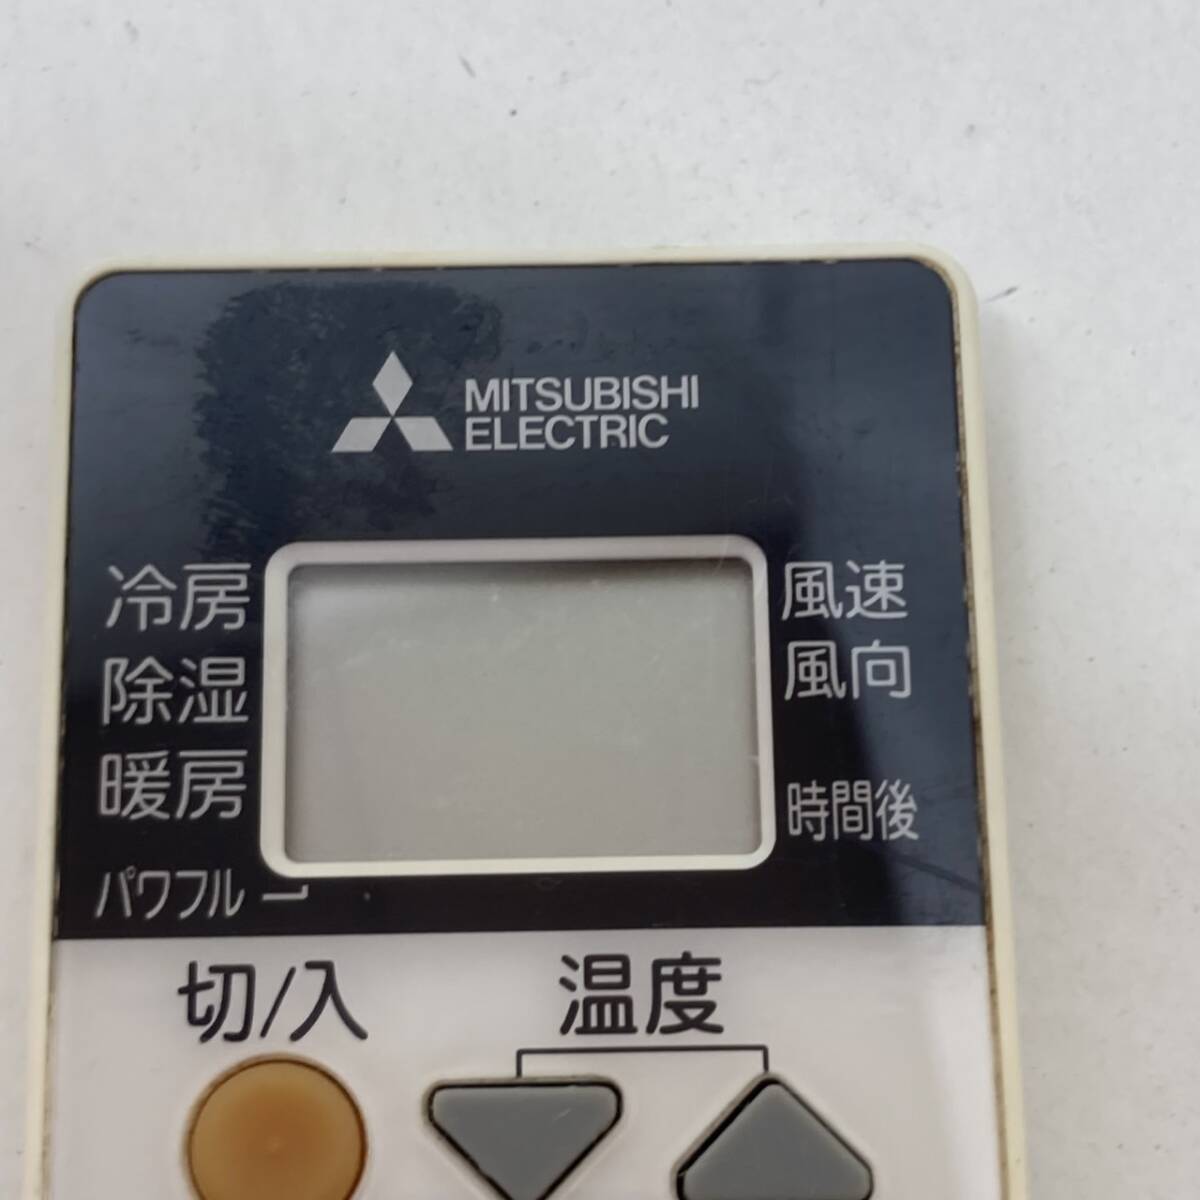 MITSUBISHI
ELECTRIC
冷房
除湿
暖房
パワフル
風速
風向
時間後
切/入
温度